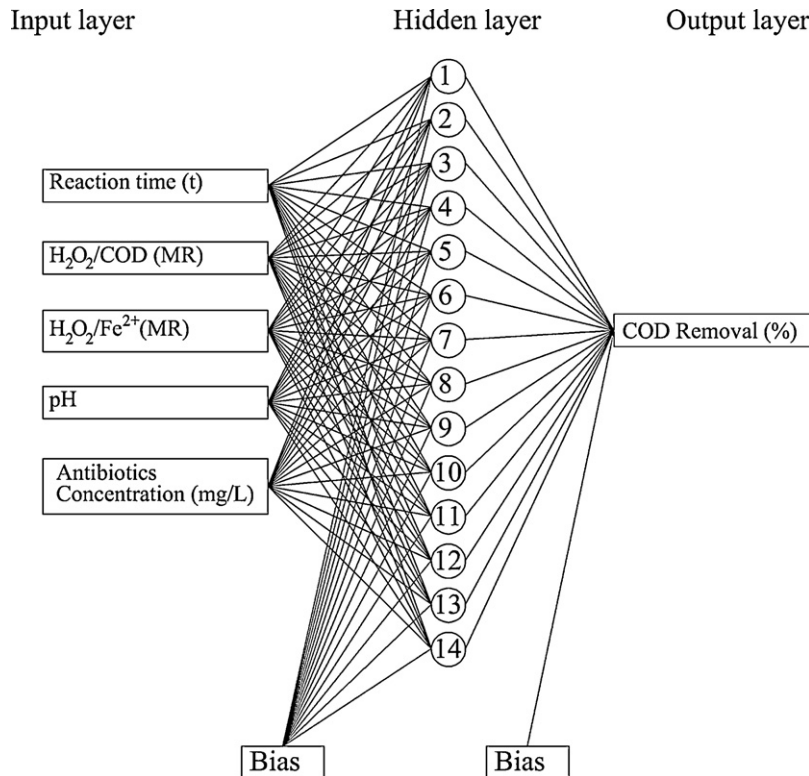 Input layer
Hidden layer
Output layer
Reaction time (t)
H₂O₂/COD (MR)
H₂O₂/Fe²⁺(MR)
pH
Antibiotics
Concentration (mg/L)
1
2
3
4
5
6
7
8
9
10
11
12
13
14
COD Removal (%)
Bias
Bias